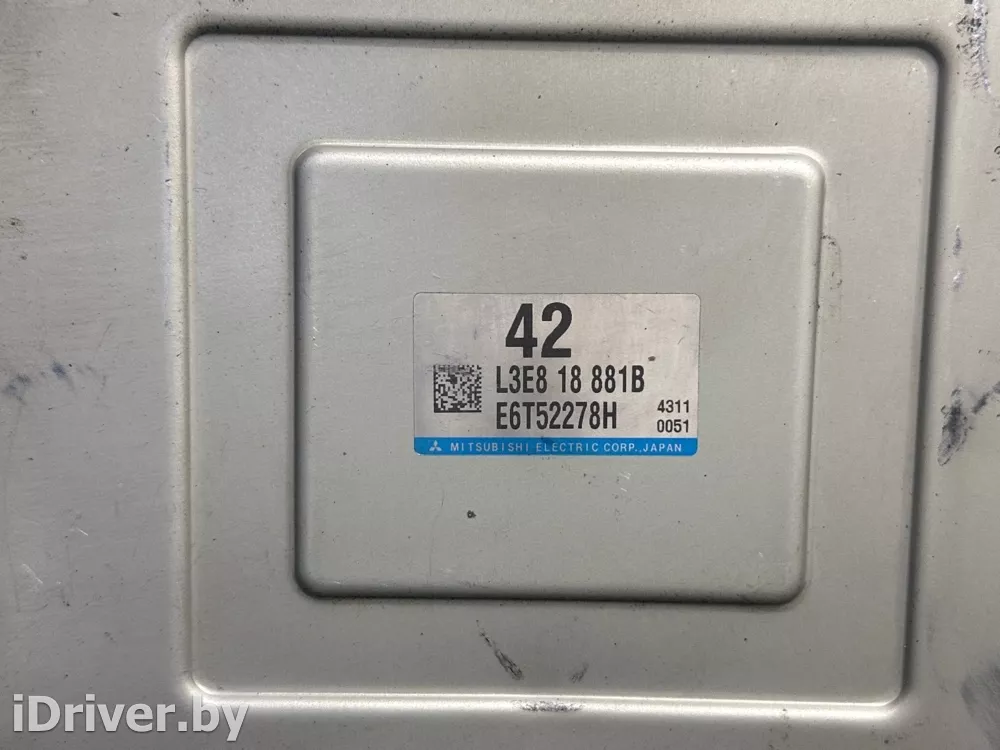 42
L3E8 18 881B
E6T52278H
4311
0051
MITSUBISHI ELECTRIC CORP.,JAPAN
iDriver.by